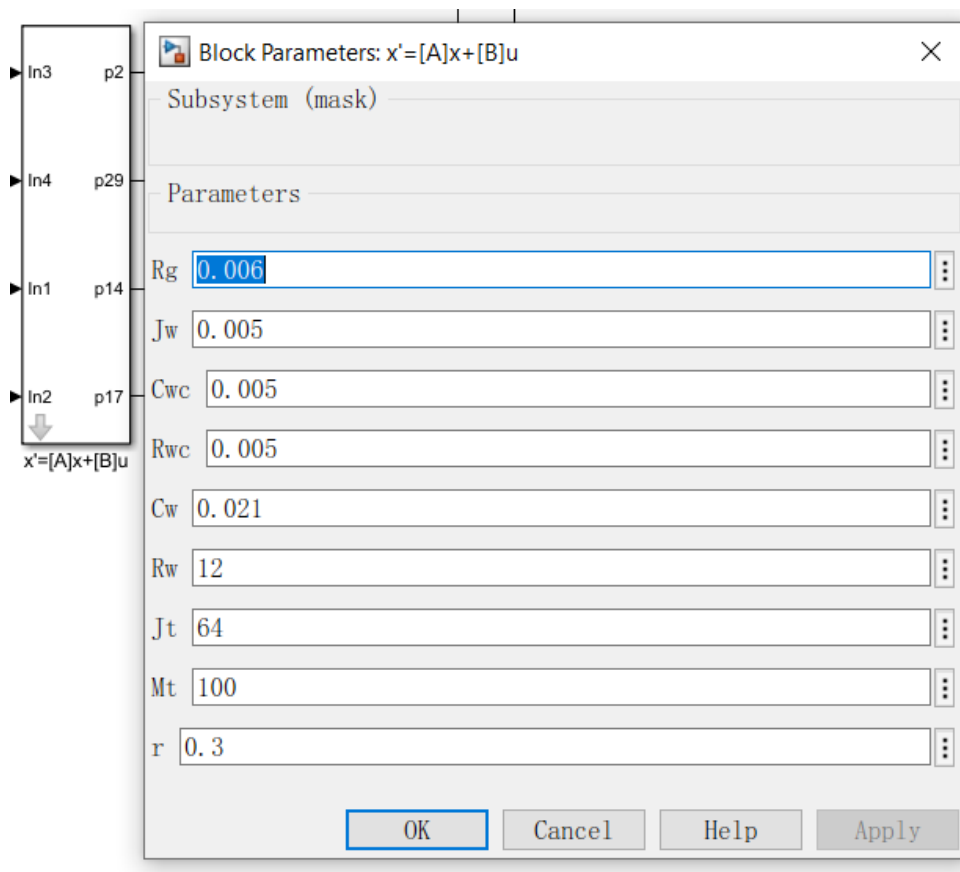 In3 p2
In4 p29
In1 p14
In2 p17
x'=[A]x+[B]u
Block Parameters: x'=[A]x+[B]u
Subsystem (mask)
Parameters
Rg 0.006
Jw 0.005
Cwc 0.005
Rwc 0.005
Cw 0.021
Rw 12
Jt 64
Mt 100
r 0.3
OK Cancel Help Apply